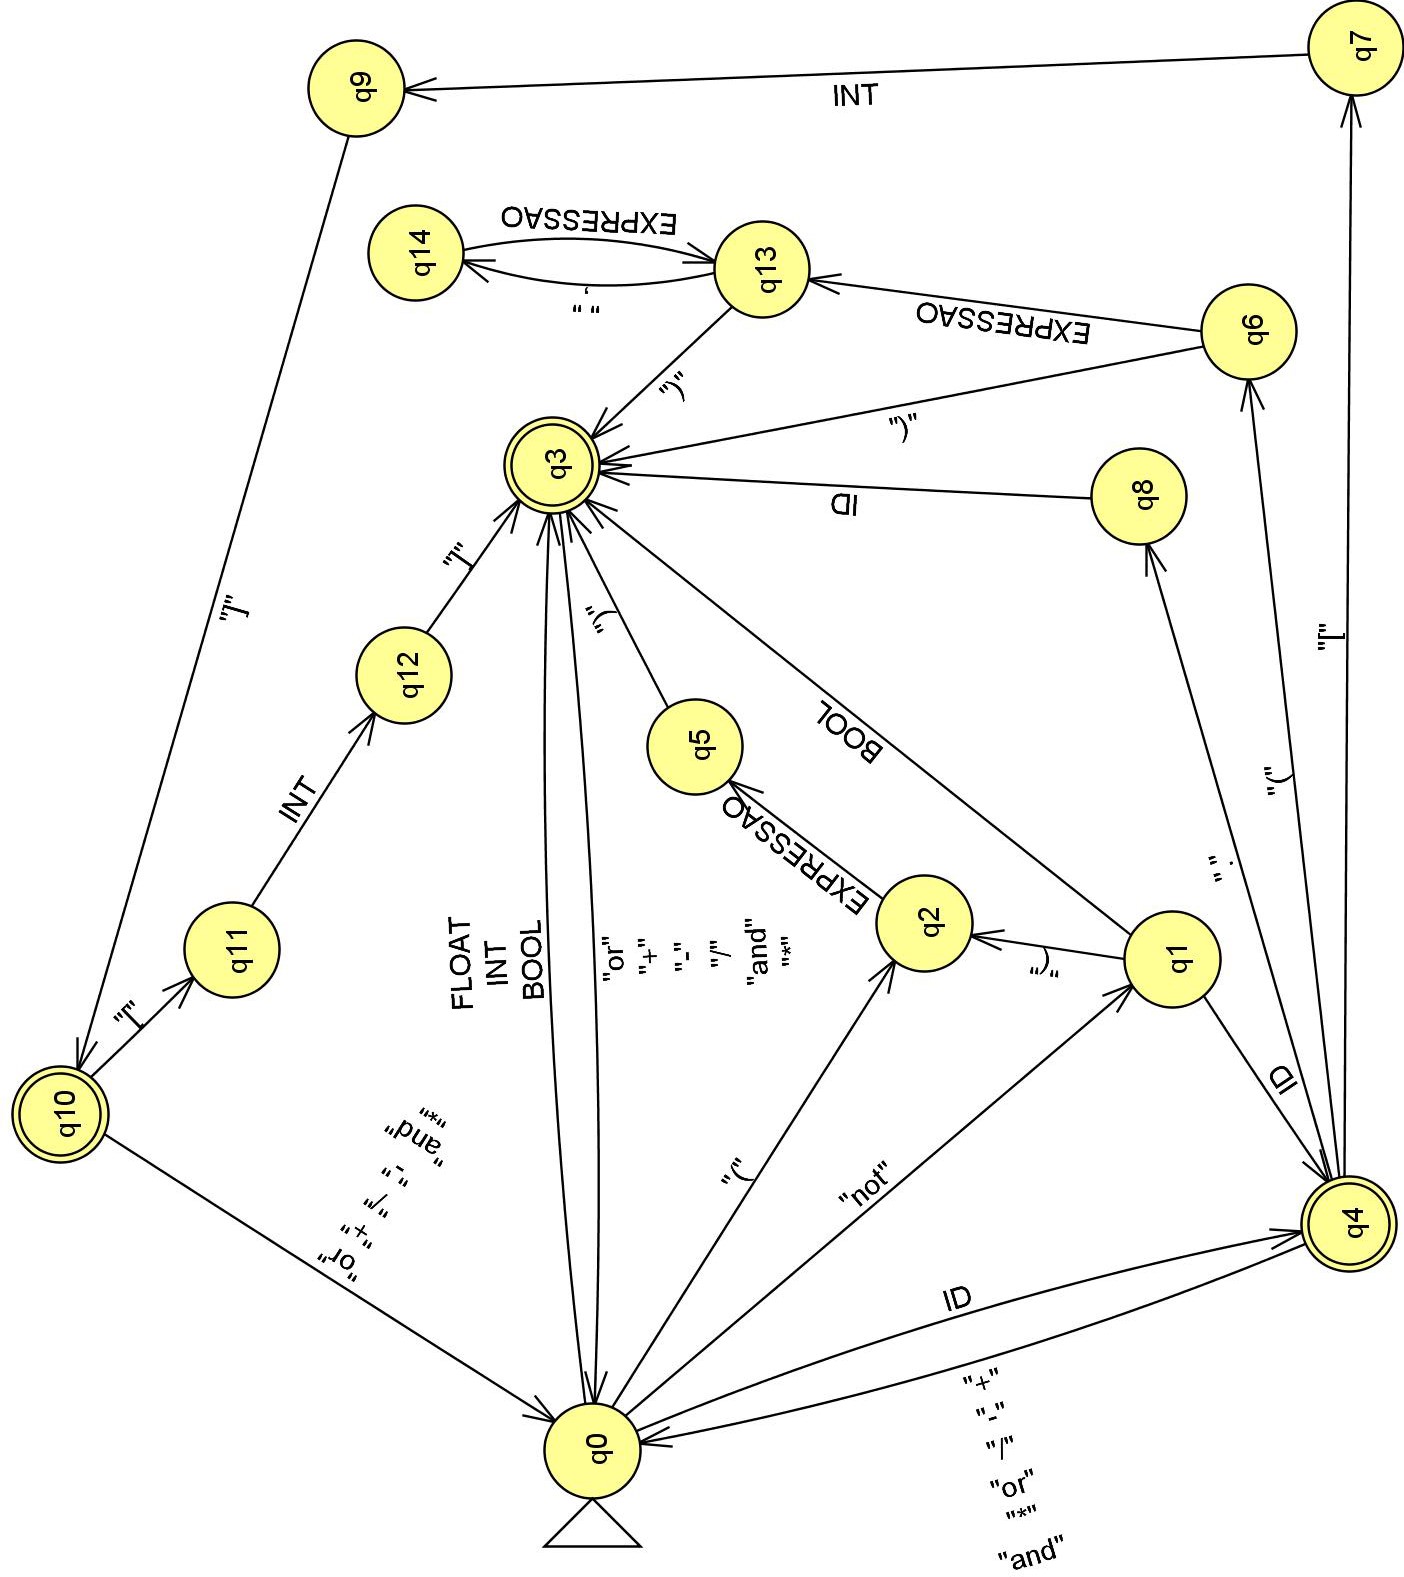 q7
q9
INT
EXPRESSAO
q14
q13
","
EXPRESSAO
q6
")"
")"
q3
q8
ID
"]"
"]"
")"
"["
q12
q5
BOOL
"("
INT
EXPRESSAO
"."
q2
q11
FLOAT
INT
BOOL
"or"
"+"
"-"
"/"
"and"
"*"
"("
q1
"["
ID
q10
"or"
"+"
"/"
"-"
"and"
"*"
"("
"not"
q4
ID
q0
"+"
"-"
"/"
"or"
"*"
"and"